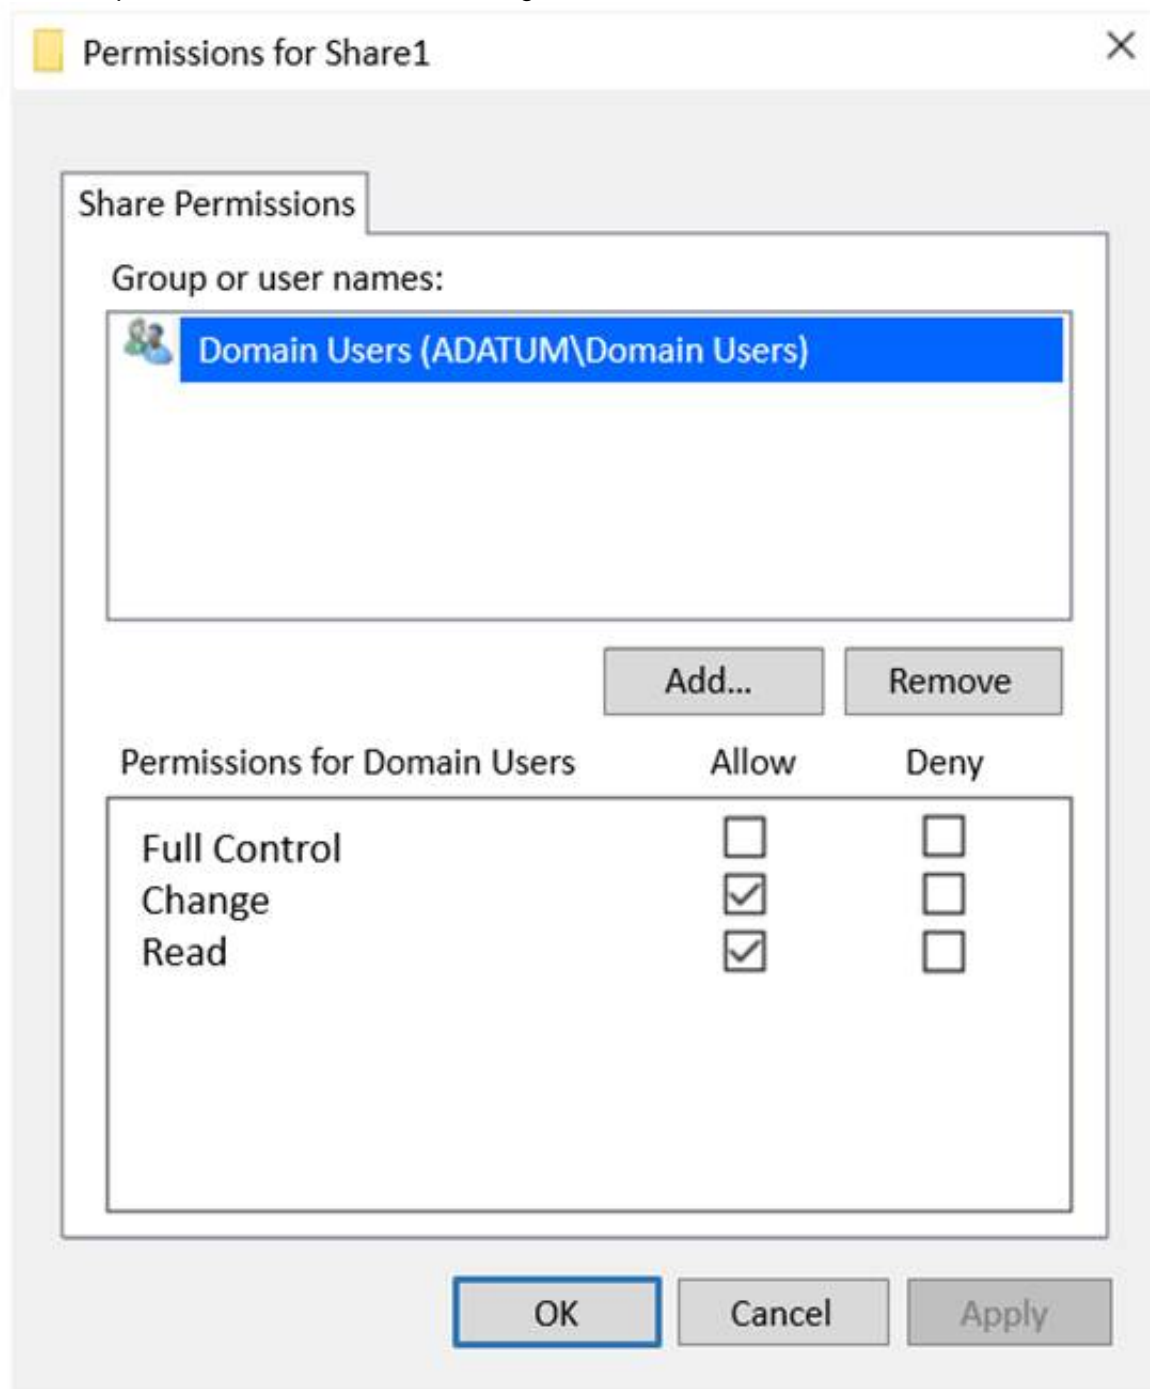 Permissions for Share1
Share Permissions
Group or user names:
Domain Users (ADATUM\Domain Users)
Add...
Remove
Permissions for Domain Users Allow Deny
Full Control
Change
Read
OK
Cancel
Apply